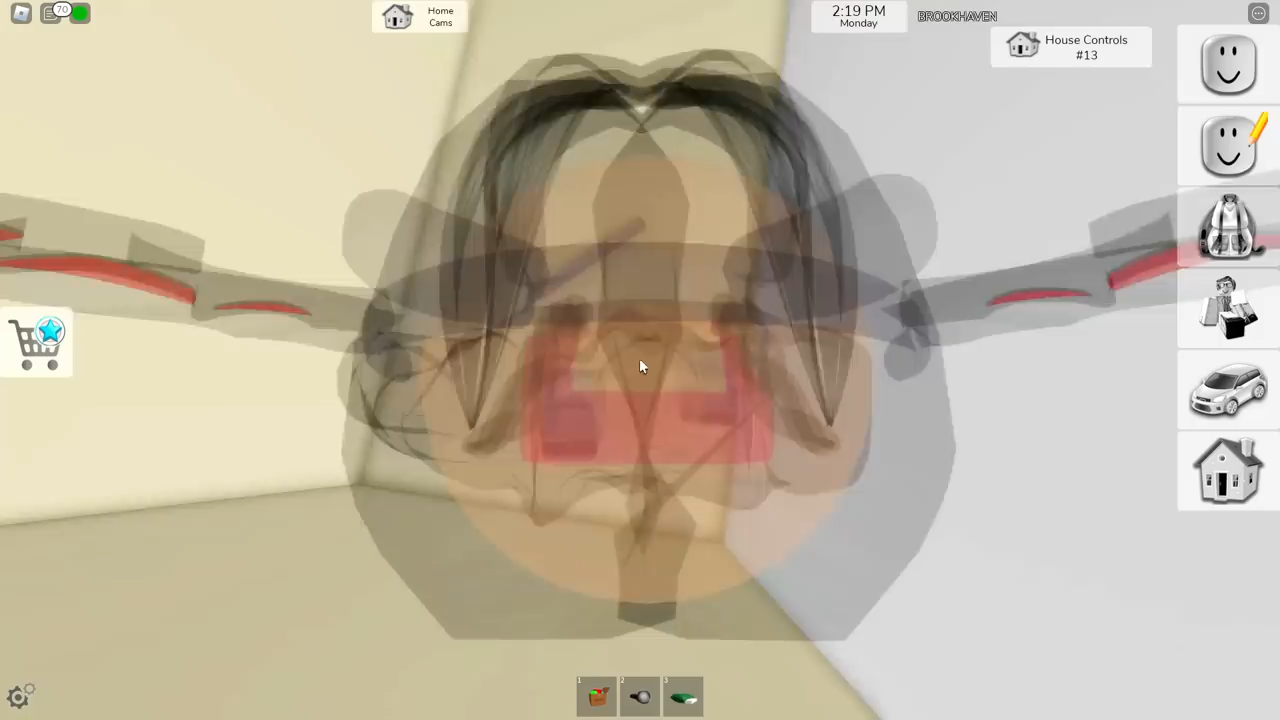 70
Home
Cams
2:19 PM
Monday
BROOKHAVEN
House Controls
#13
1
2
3